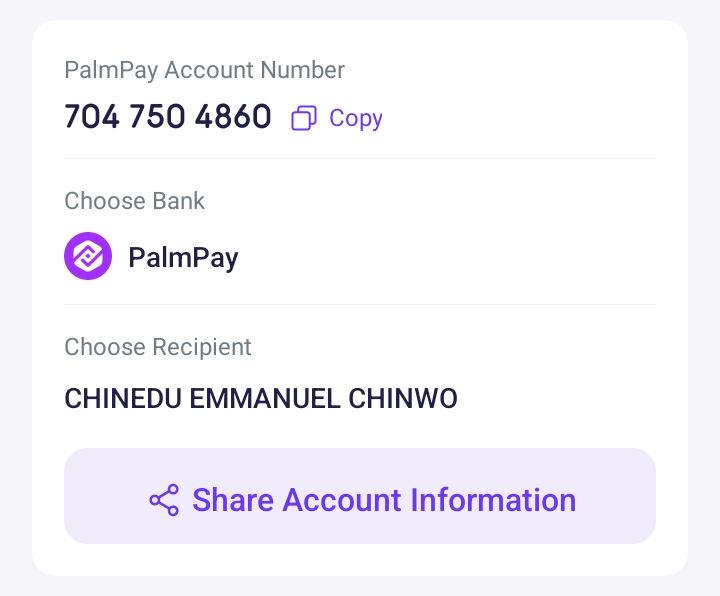 PalmPay Account Number
704 750 4860 Copy
Choose Bank
PalmPay
Choose Recipient
CHINEDU EMMANUEL CHINWO
Share Account Information